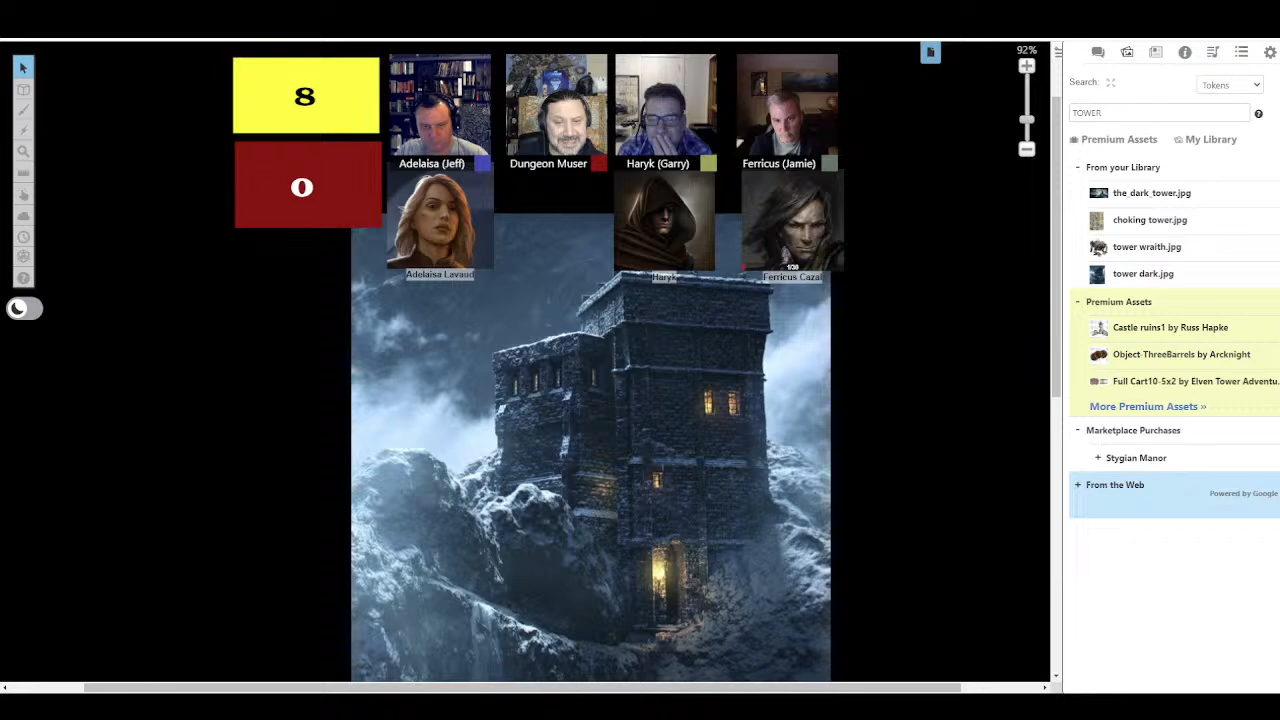 8
0
Adelaisa (Jeff)
Dungeon Muser
Haryk (Garry)
Ferricus (Jamie)
Adelaisa Lavaud
Haryk
1/30
Ferricus Cazal
92%
Search:
Tokens
TOWER
Premium Assets
My Library
- From your Library
the_dark_tower.jpg
choking tower.jpg
tower wraith.jpg
tower dark.jpg
- Premium Assets
Castle ruins1 by Russ Hapke
Object-ThreeBarrels by Arcknight
Full Cart10-5x2 by Elven Tower Adventu...
More Premium Assets »
- Marketplace Purchases
+ Stygian Manor
+ From the Web
Powered by Google